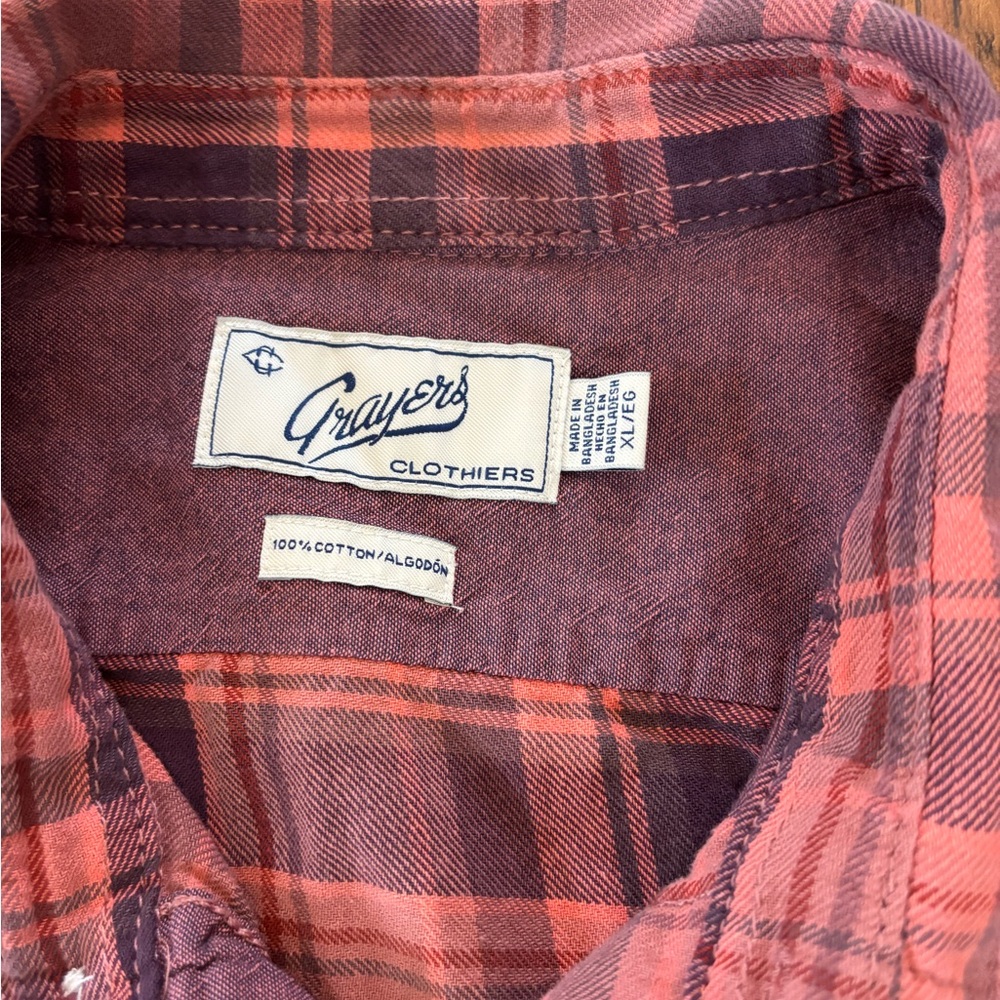 Grayers
CLOTHIERS
MADE IN
BANGLADESH
HECHO EN
BANGLADESH
XL/EG
100% COTTON/ALGODÓN